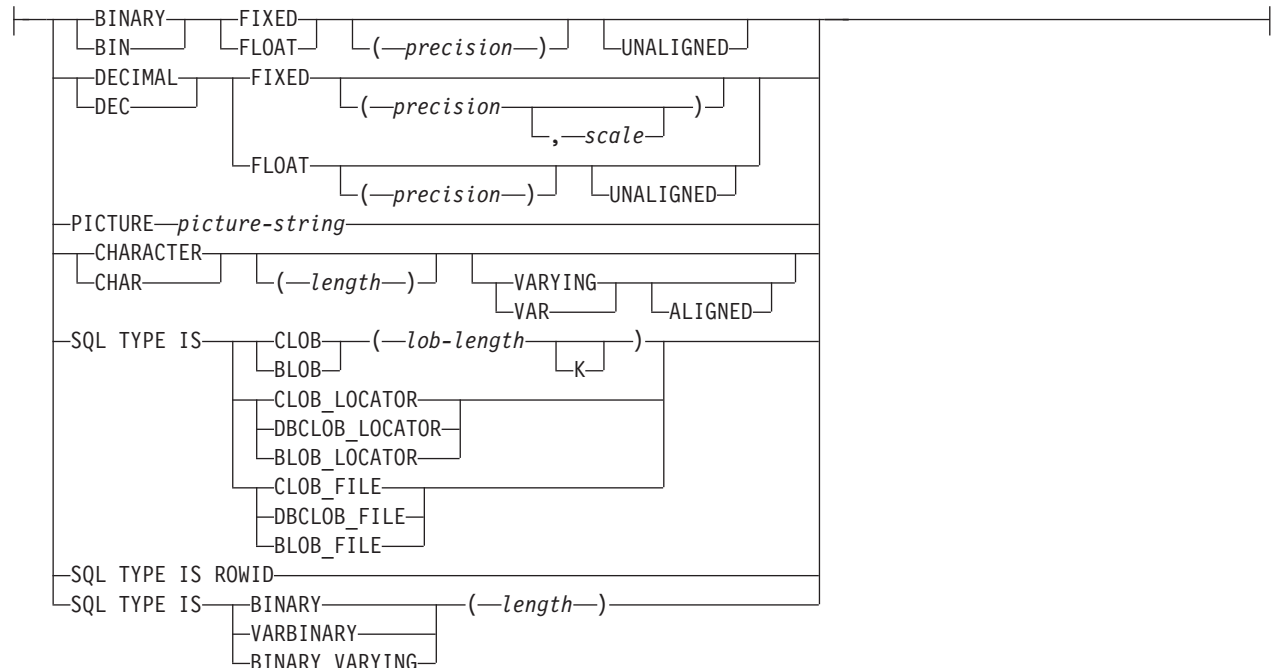 BINARY FIXED
BIN FLOAT ( precision ) UNALIGNED
DECIMAL FIXED
DEC ( precision )
, scale
FLOAT
( precision ) UNALIGNED
PICTURE picture-string
CHARACTER
CHAR ( length ) VARYING
VAR ALIGNED
SQL TYPE IS CLOB ( lob-length )
BLOB K
CLOB_LOCATOR
DBCLOB_LOCATOR
BLOB_LOCATOR
CLOB_FILE
DBCLOB_FILE
BLOB_FILE
SQL TYPE IS ROWID
SQL TYPE IS BINARY ( length )
VARBINARY
BINARY VARYING